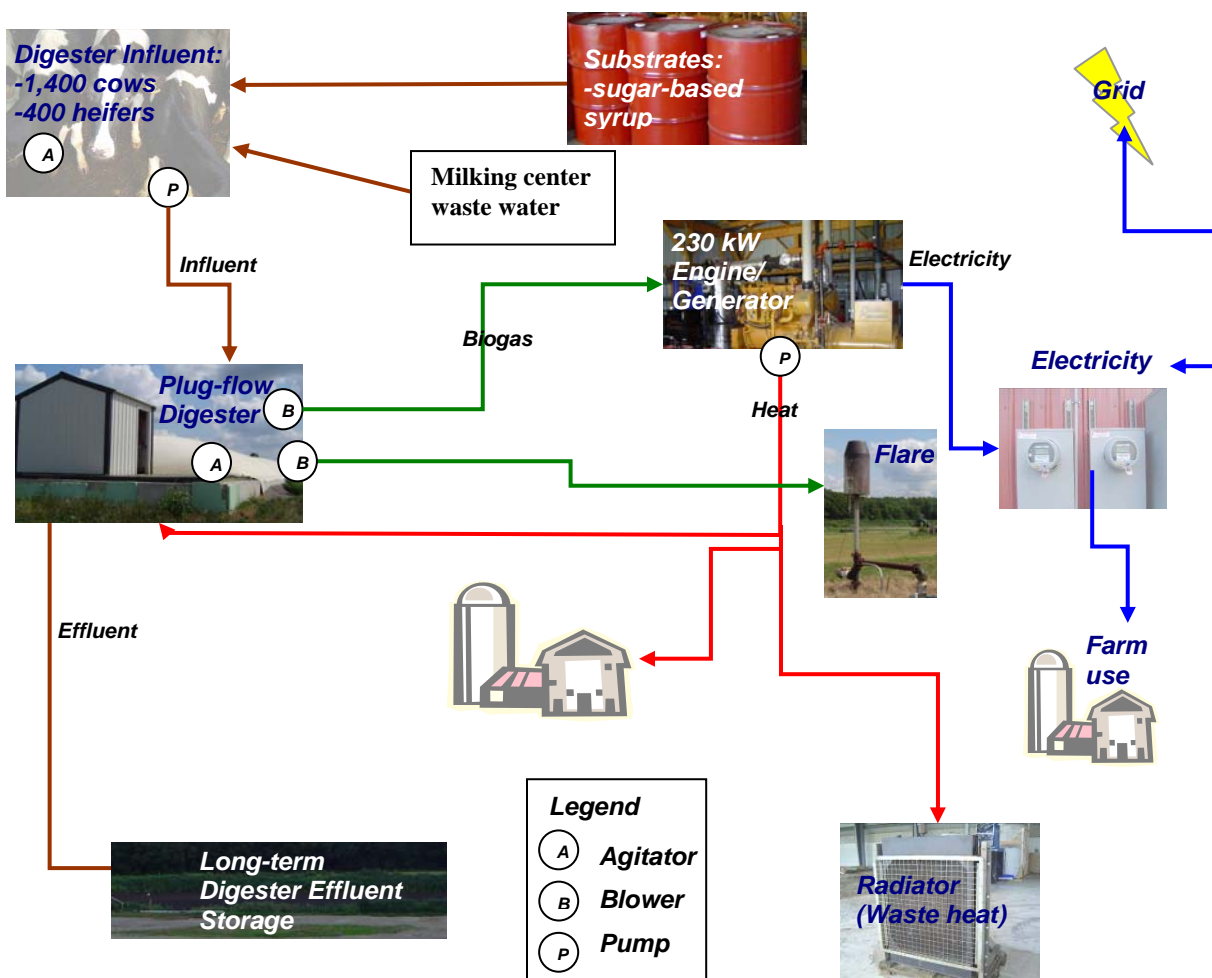 Digester Influent:
-1,400 cows
-400 heifers
A
P
Substrates:
-sugar-based
syrup
Grid
Milking center
waste water
Influent
230 kW
Engine/
Generator
Electricity
Biogas
P
Heat
Plug-flow
Digester
B
A
B
Flare
Electricity
Effluent
Farm
use
Long-term
Digester Effluent
Storage
Legend
A Agitator
B Blower
P Pump
Radiator
(Waste heat)